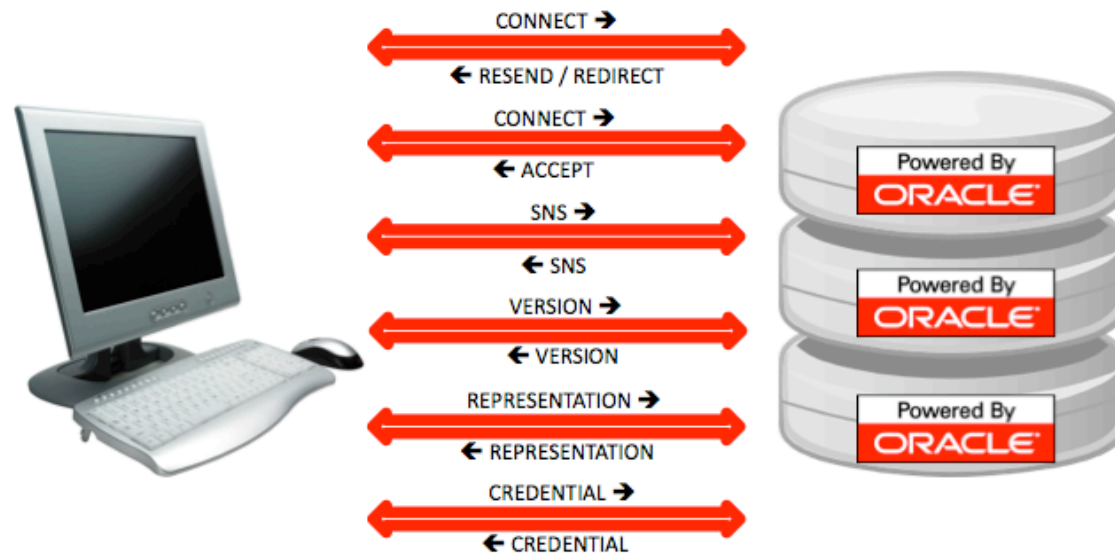 CONNECT →
← RESEND / REDIRECT
CONNECT →
← ACCEPT
SNS →
← SNS
VERSION →
← VERSION
REPRESENTATION →
← REPRESENTATION
CREDENTIAL →
← CREDENTIAL
Powered By
ORACLE®
Powered By
ORACLE®
Powered By
ORACLE®